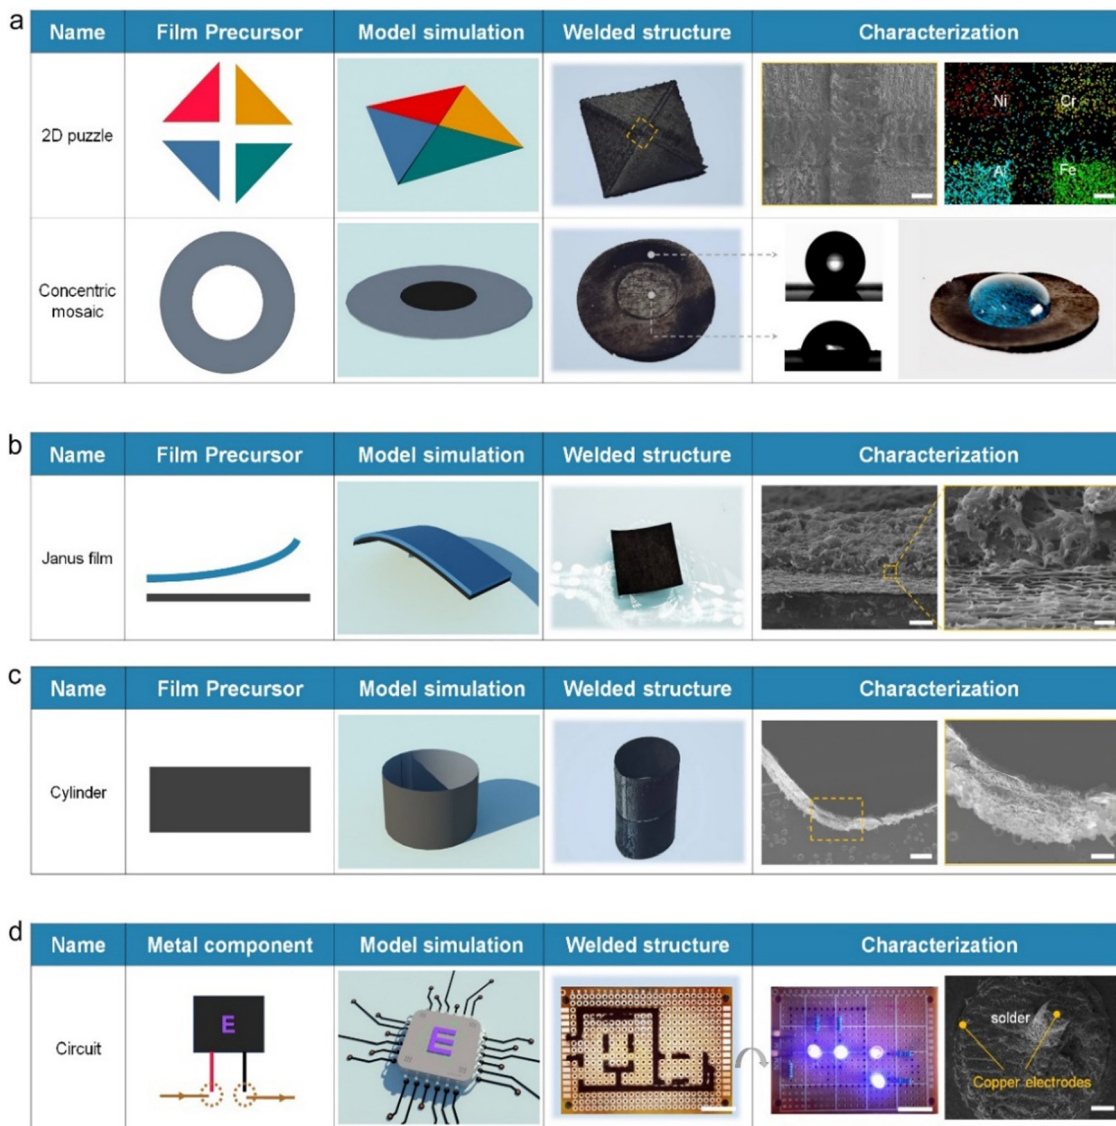 a
Name Film Precursor Model simulation Welded structure Characterization
2D puzzle
Ni Cr
Al Fe
Concentric
mosaic
b
Name Film Precursor Model simulation Welded structure Characterization
Janus film
c
Name Film Precursor Model simulation Welded structure Characterization
Cylinder
d
Name Metal component Model simulation Welded structure Characterization
Circuit
E
E
solder
Copper electrodes